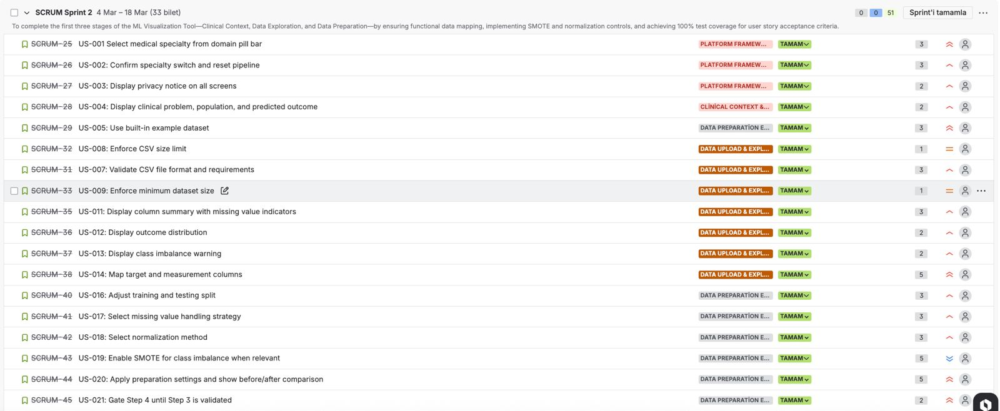 SCRUM Sprint 2 4 Mar – 18 Mar (33 bilet) 0 0 51 Sprint'i tamamla
To complete the first three stages of the ML Visualization Tool—Clinical Context, Data Exploration, and Data Preparation—by ensuring functional data mapping, implementing SMOTE and normalization controls, and achieving 100% test coverage for user story acceptance criteria.
SCRUM-25 US-001 Select medical specialty from domain pill bar PLATFORM FRAMEW... TAMAM 3
SCRUM-26 US-002: Confirm specialty switch and reset pipeline PLATFORM FRAMEW... TAMAM 3
SCRUM-27 US-003: Display privacy notice on all screens PLATFORM FRAMEW... TAMAM 2
SCRUM-28 US-004: Display clinical problem, population, and predicted outcome CLİNİCAL CONTEXT &... TAMAM 2
SCRUM-29 US-005: Use built-in example dataset DATA PREPARATİON E... TAMAM 3
SCRUM-32 US-008: Enforce CSV size limit DATA UPLOAD & EXPL... TAMAM 1
SCRUM-31 US-007: Validate CSV file format and requirements DATA UPLOAD & EXPL... TAMAM 3
SCRUM-33 US-009: Enforce minimum dataset size DATA UPLOAD & EXPL... TAMAM 1
SCRUM-35 US-011: Display column summary with missing value indicators DATA UPLOAD & EXPL... TAMAM 3
SCRUM-36 US-012: Display outcome distribution DATA UPLOAD & EXPL... TAMAM 2
SCRUM-37 US-013: Display class imbalance warning DATA UPLOAD & EXPL... TAMAM 2
SCRUM-38 US-014: Map target and measurement columns DATA UPLOAD & EXPL... TAMAM 5
SCRUM-40 US-016: Adjust training and testing split DATA PREPARATİON E... TAMAM 3
SCRUM-41 US-017: Select missing value handling strategy DATA PREPARATİON E... TAMAM 3
SCRUM-42 US-018: Select normalization method DATA PREPARATİON E... TAMAM 3
SCRUM-43 US-019: Enable SMOTE for class imbalance when relevant DATA PREPARATİON E... TAMAM 5
SCRUM-44 US-020: Apply preparation settings and show before/after comparison DATA PREPARATİON E... TAMAM 5
SCRUM-45 US-021: Gate Step 4 until Step 3 is validated DATA PREPARATİON E... TAMAM 2